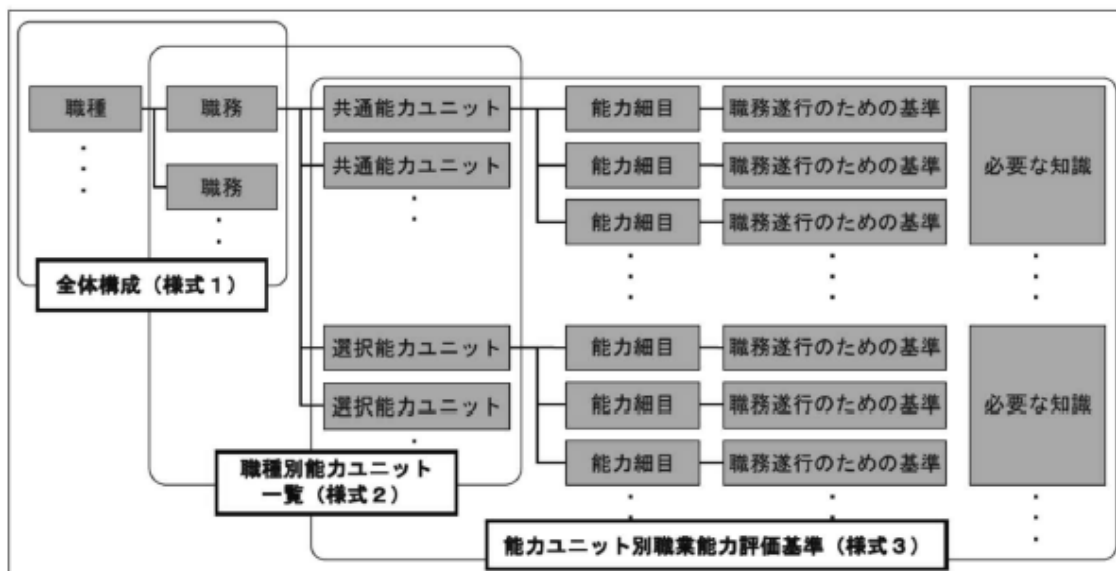 職種
職務
共通能力ユニット
能力細目
職務遂行のための基準
共通能力ユニット
能力細目
職務遂行のための基準
必要な知識
職務
能力細目
職務遂行のための基準
全体構成（様式１）
選択能力ユニット
能力細目
職務遂行のための基準
選択能力ユニット
能力細目
職務遂行のための基準
必要な知識
能力細目
職務遂行のための基準
職種別能力ユニット
一覧（様式２）
能力ユニット別職業能力評価基準（様式３）